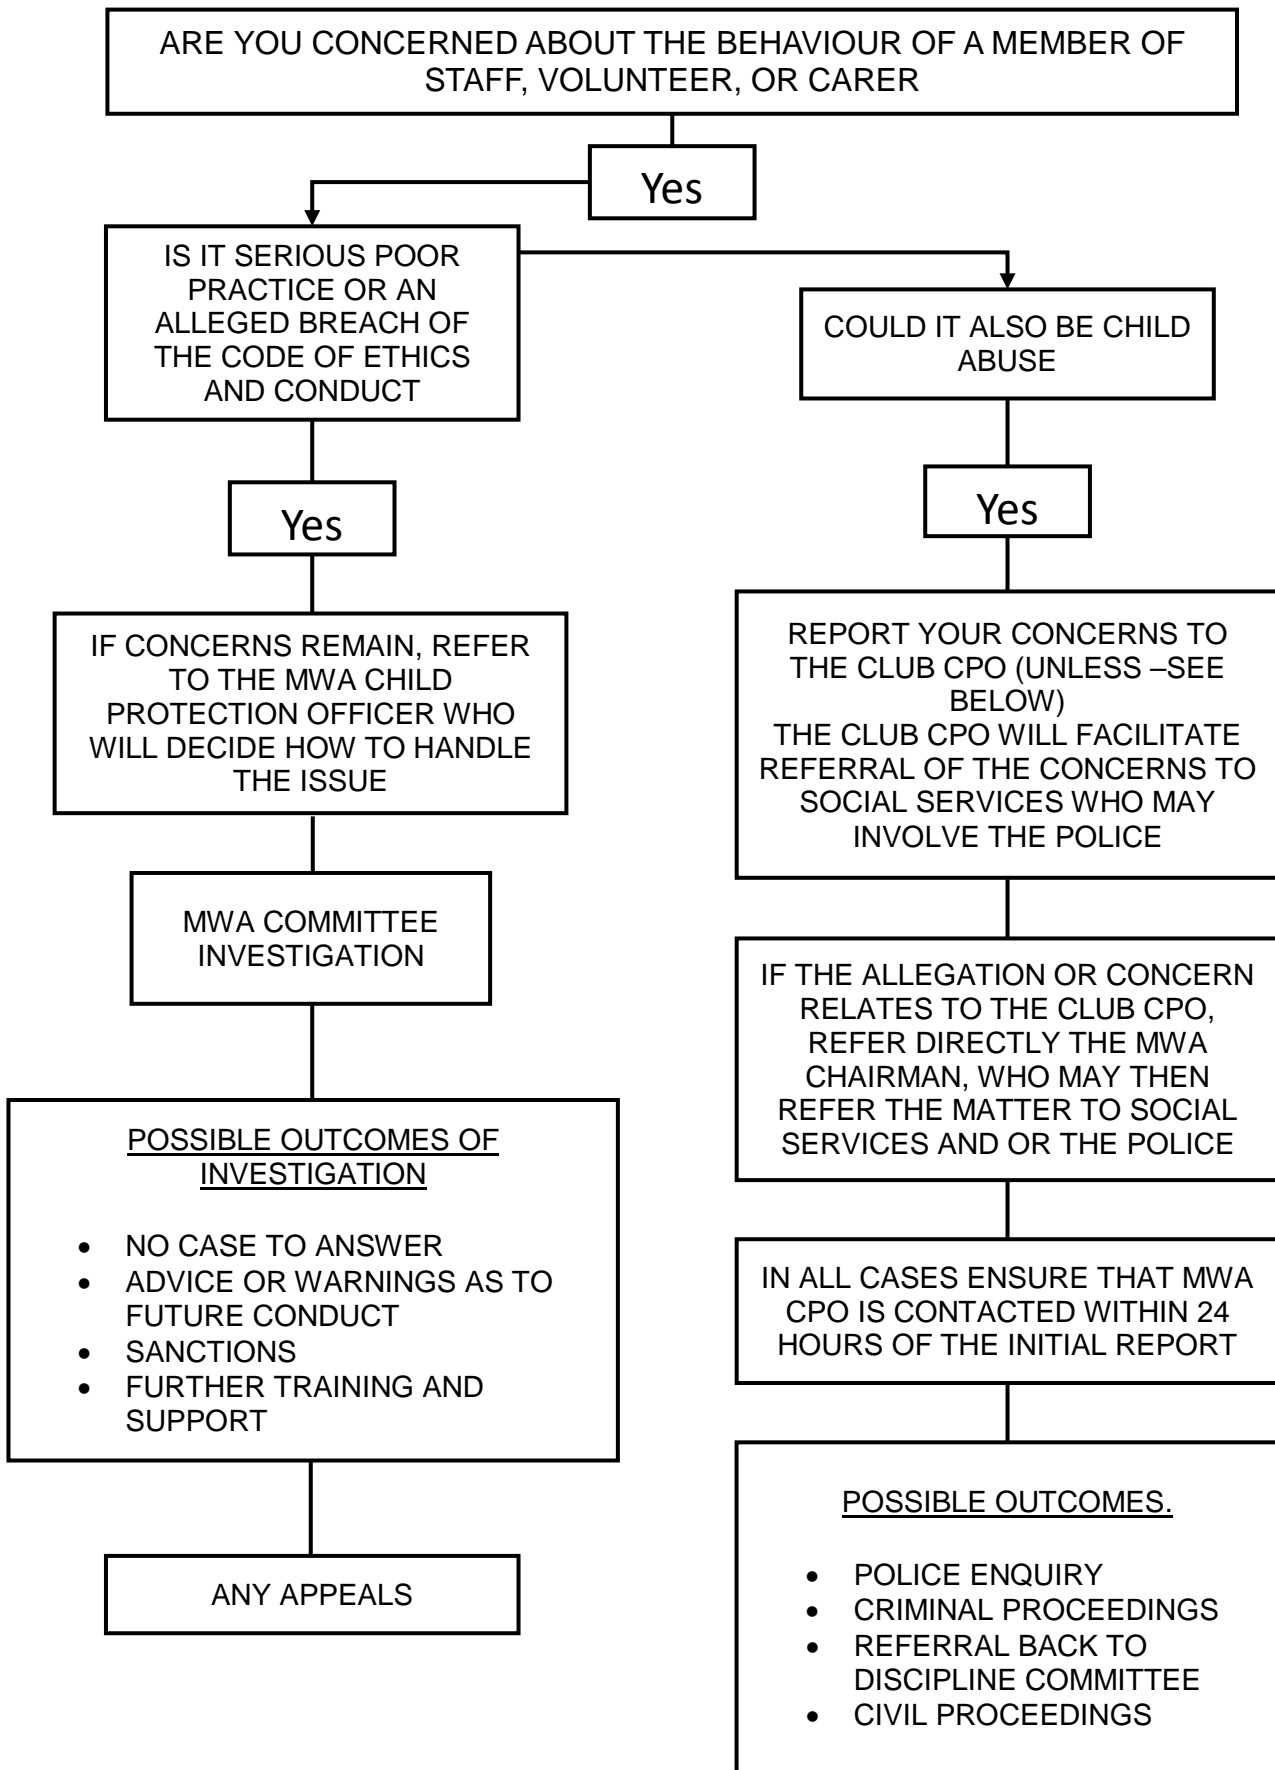 ARE YOU CONCERNED ABOUT THE BEHAVIOUR OF A MEMBER OF
STAFF, VOLUNTEER, OR CARER
Yes
IS IT SERIOUS POOR
PRACTICE OR AN
ALLEGED BREACH OF
THE CODE OF ETHICS
AND CONDUCT
Yes
IF CONCERNS REMAIN, REFER
TO THE MWA CHILD
PROTECTION OFFICER WHO
WILL DECIDE HOW TO HANDLE
THE ISSUE
MWA COMMITTEE
INVESTIGATION
POSSIBLE OUTCOMES OF
INVESTIGATION
• NO CASE TO ANSWER
• ADVICE OR WARNINGS AS TO
FUTURE CONDUCT
• SANCTIONS
• FURTHER TRAINING AND
SUPPORT
ANY APPEALS
COULD IT ALSO BE CHILD
ABUSE
Yes
REPORT YOUR CONCERNS TO
THE CLUB CPO (UNLESS –SEE
BELOW)
THE CLUB CPO WILL FACILITATE
REFERRAL OF THE CONCERNS TO
SOCIAL SERVICES WHO MAY
INVOLVE THE POLICE
IF THE ALLEGATION OR CONCERN
RELATES TO THE CLUB CPO,
REFER DIRECTLY THE MWA
CHAIRMAN, WHO MAY THEN
REFER THE MATTER TO SOCIAL
SERVICES AND OR THE POLICE
IN ALL CASES ENSURE THAT MWA
CPO IS CONTACTED WITHIN 24
HOURS OF THE INITIAL REPORT
POSSIBLE OUTCOMES.
• POLICE ENQUIRY
• CRIMINAL PROCEEDINGS
• REFERRAL BACK TO
DISCIPLINE COMMITTEE
• CIVIL PROCEEDINGS